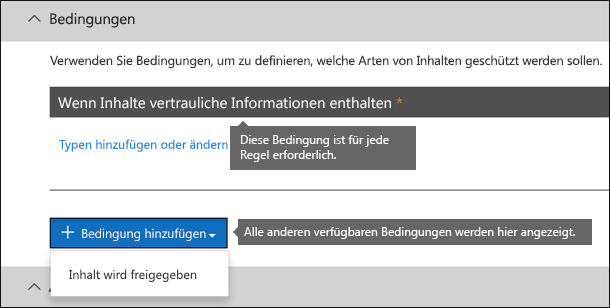 Bedingungen
Verwenden Sie Bedingungen, um zu definieren, welche Arten von Inhalten geschützt werden sollen.
Wenn Inhalte vertrauliche Informationen enthalten *
Typen hinzufügen oder ändern
Diese Bedingung ist für jede
Regel erforderlich.
+ Bedingung hinzufügen
Alle anderen verfügbaren Bedingungen werden hier angezeigt.
Inhalt wird freigegeben